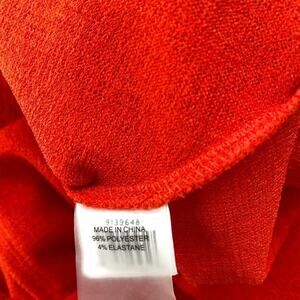 9139648
MADE IN CHINA
96% POLYESTER
4% ELASTANE